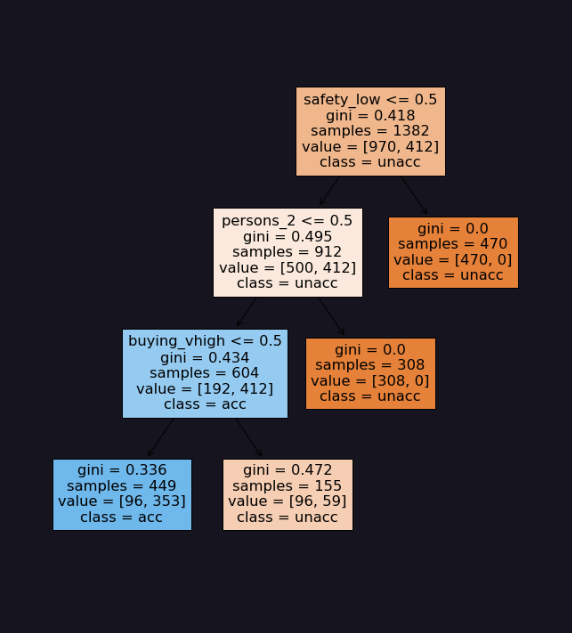 safety_low <= 0.5
gini = 0.418
samples = 1382
value = [970, 412]
class = unacc
persons_2 <= 0.5
gini = 0.495
samples = 912
value = [500, 412]
class = unacc
gini = 0.0
samples = 470
value = [470, 0]
class = unacc
buying_vhigh <= 0.5
gini = 0.434
samples = 604
value = [192, 412]
class = acc
gini = 0.0
samples = 308
value = [308, 0]
class = unacc
gini = 0.336
samples = 449
value = [96, 353]
class = acc
gini = 0.472
samples = 155
value = [96, 59]
class = unacc